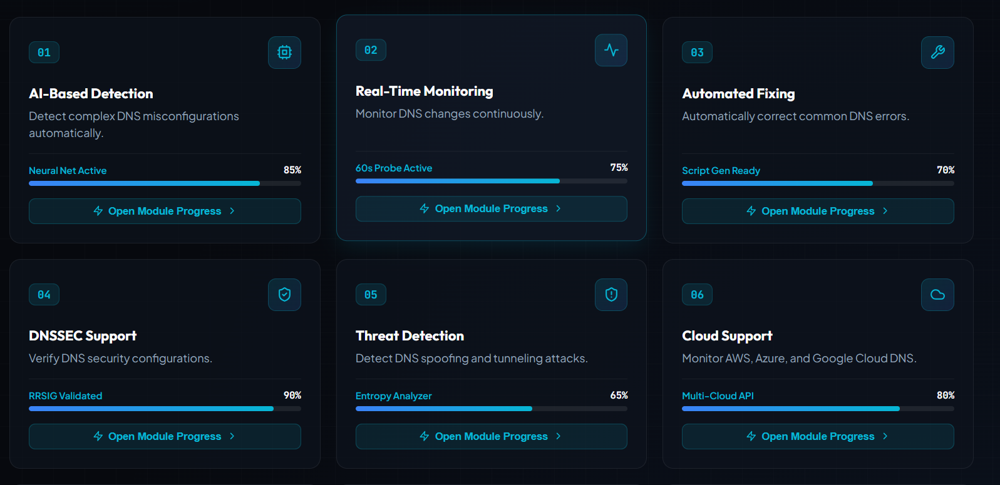 01
AI-Based Detection
Detect complex DNS misconfigurations
automatically.
Neural Net Active 85%
Open Module Progress
02
Real-Time Monitoring
Monitor DNS changes continuously.
60s Probe Active 75%
Open Module Progress
03
Automated Fixing
Automatically correct common DNS errors.
Script Gen Ready 70%
Open Module Progress
04
DNSSEC Support
Verify DNS security configurations.
RRSIG Validated 90%
Open Module Progress
05
Threat Detection
Detect DNS spoofing and tunneling attacks.
Entropy Analyzer 65%
Open Module Progress
06
Cloud Support
Monitor AWS, Azure, and Google Cloud DNS.
Multi-Cloud API 80%
Open Module Progress